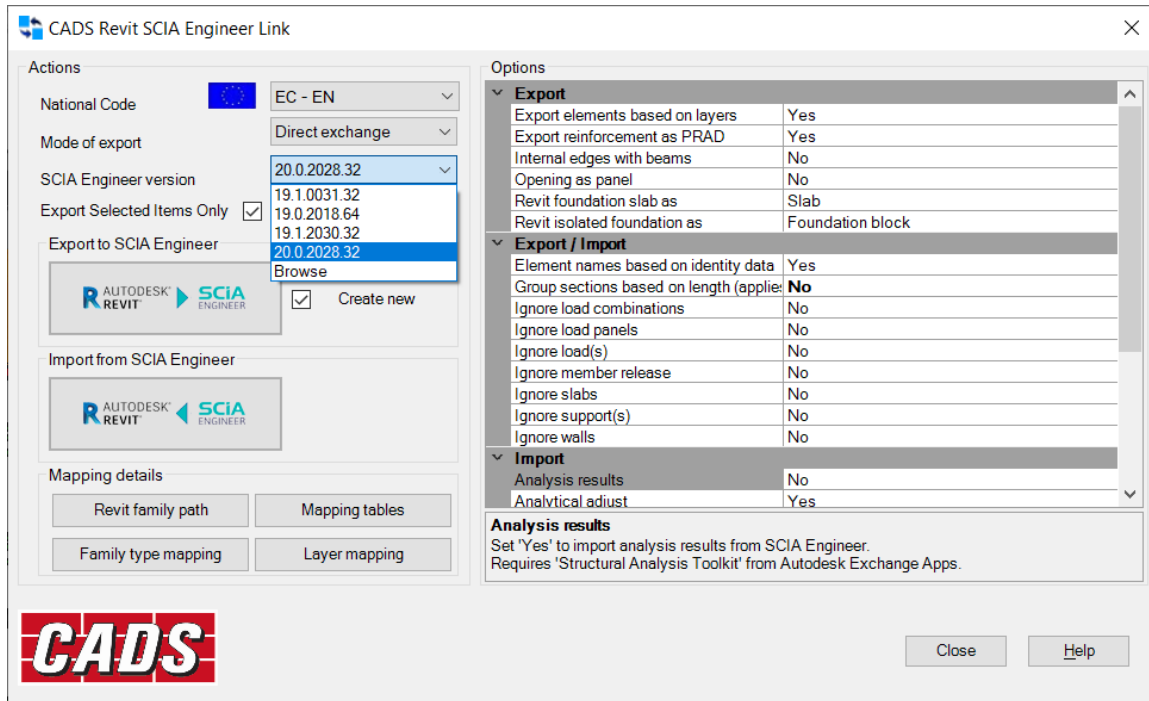 CADS Revit SCIA Engineer Link
Actions
National Code
EC - EN
Mode of export
Direct exchange
SCIA Engineer version
20.0.2028.32
19.1.0031.32
19.0.2018.64
19.1.2030.32
20.0.2028.32
Browse
Export Selected Items Only
Export to SCIA Engineer
AUTODESK® REVIT® SCIA ENGINEER
Create new
Import from SCIA Engineer
AUTODESK® REVIT® SCIA ENGINEER
Mapping details
Revit family path
Mapping tables
Family type mapping
Layer mapping
Options
Export
Export elements based on layers Yes
Export reinforcement as PRAD Yes
Internal edges with beams No
Opening as panel No
Revit foundation slab as Slab
Revit isolated foundation as Foundation block
Export / Import
Element names based on identity data Yes
Group sections based on length (applies No
Ignore load combinations No
Ignore load panels No
Ignore load(s) No
Ignore member release No
Ignore slabs No
Ignore support(s) No
Ignore walls No
Import
Analysis results No
Analytical adjust Yes
Analysis results
Set 'Yes' to import analysis results from SCIA Engineer.
Requires 'Structural Analysis Toolkit' from Autodesk Exchange Apps.
CADS
Close
Help